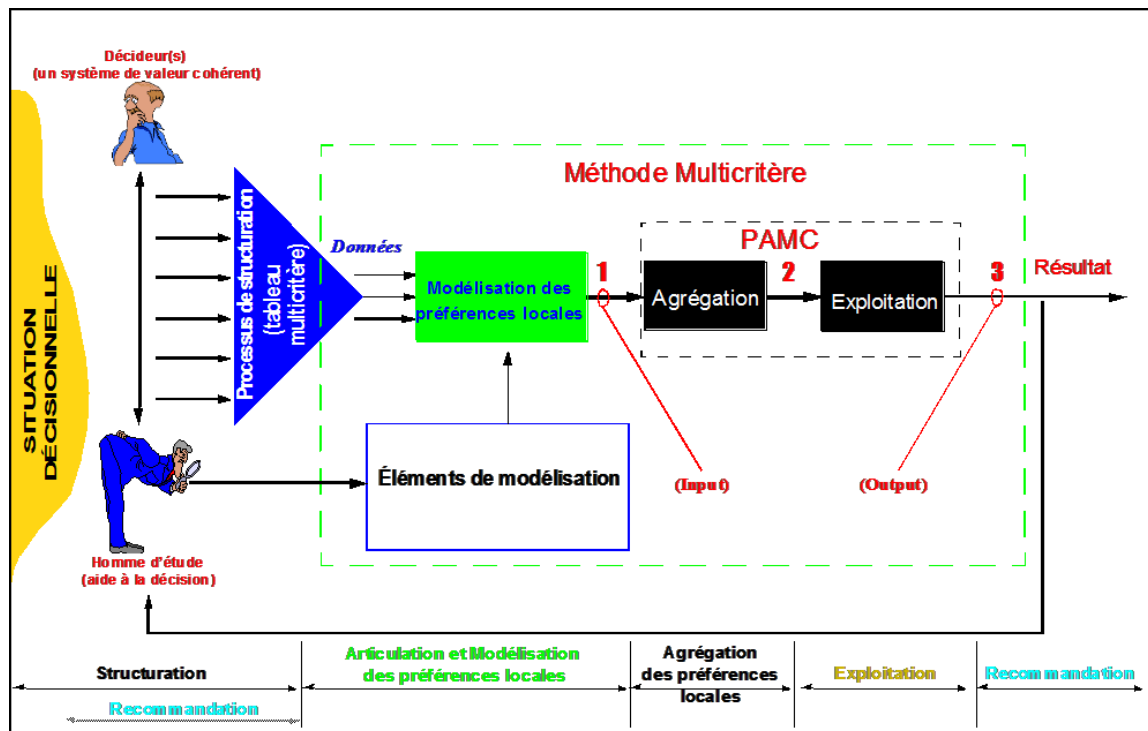 Décideur(s)
(un système de valeur cohérent)
SITUATION
DÉCISIONNELLE
Processus de structuration
(tableau
multicritère)
Données
Méthode Multicritère
PAMC
Modélisation des
préférences locales
1
Agrégation
2
Exploitation
3
Résultat
Éléments de modélisation
(Input)
(Output)
Homme d'étude
(aide à la décision)
Structuration
Recommandation
Articulation et Modélisation
des préférences locales
Agrégation
des préférences
locales
Exploitation
Recommandation